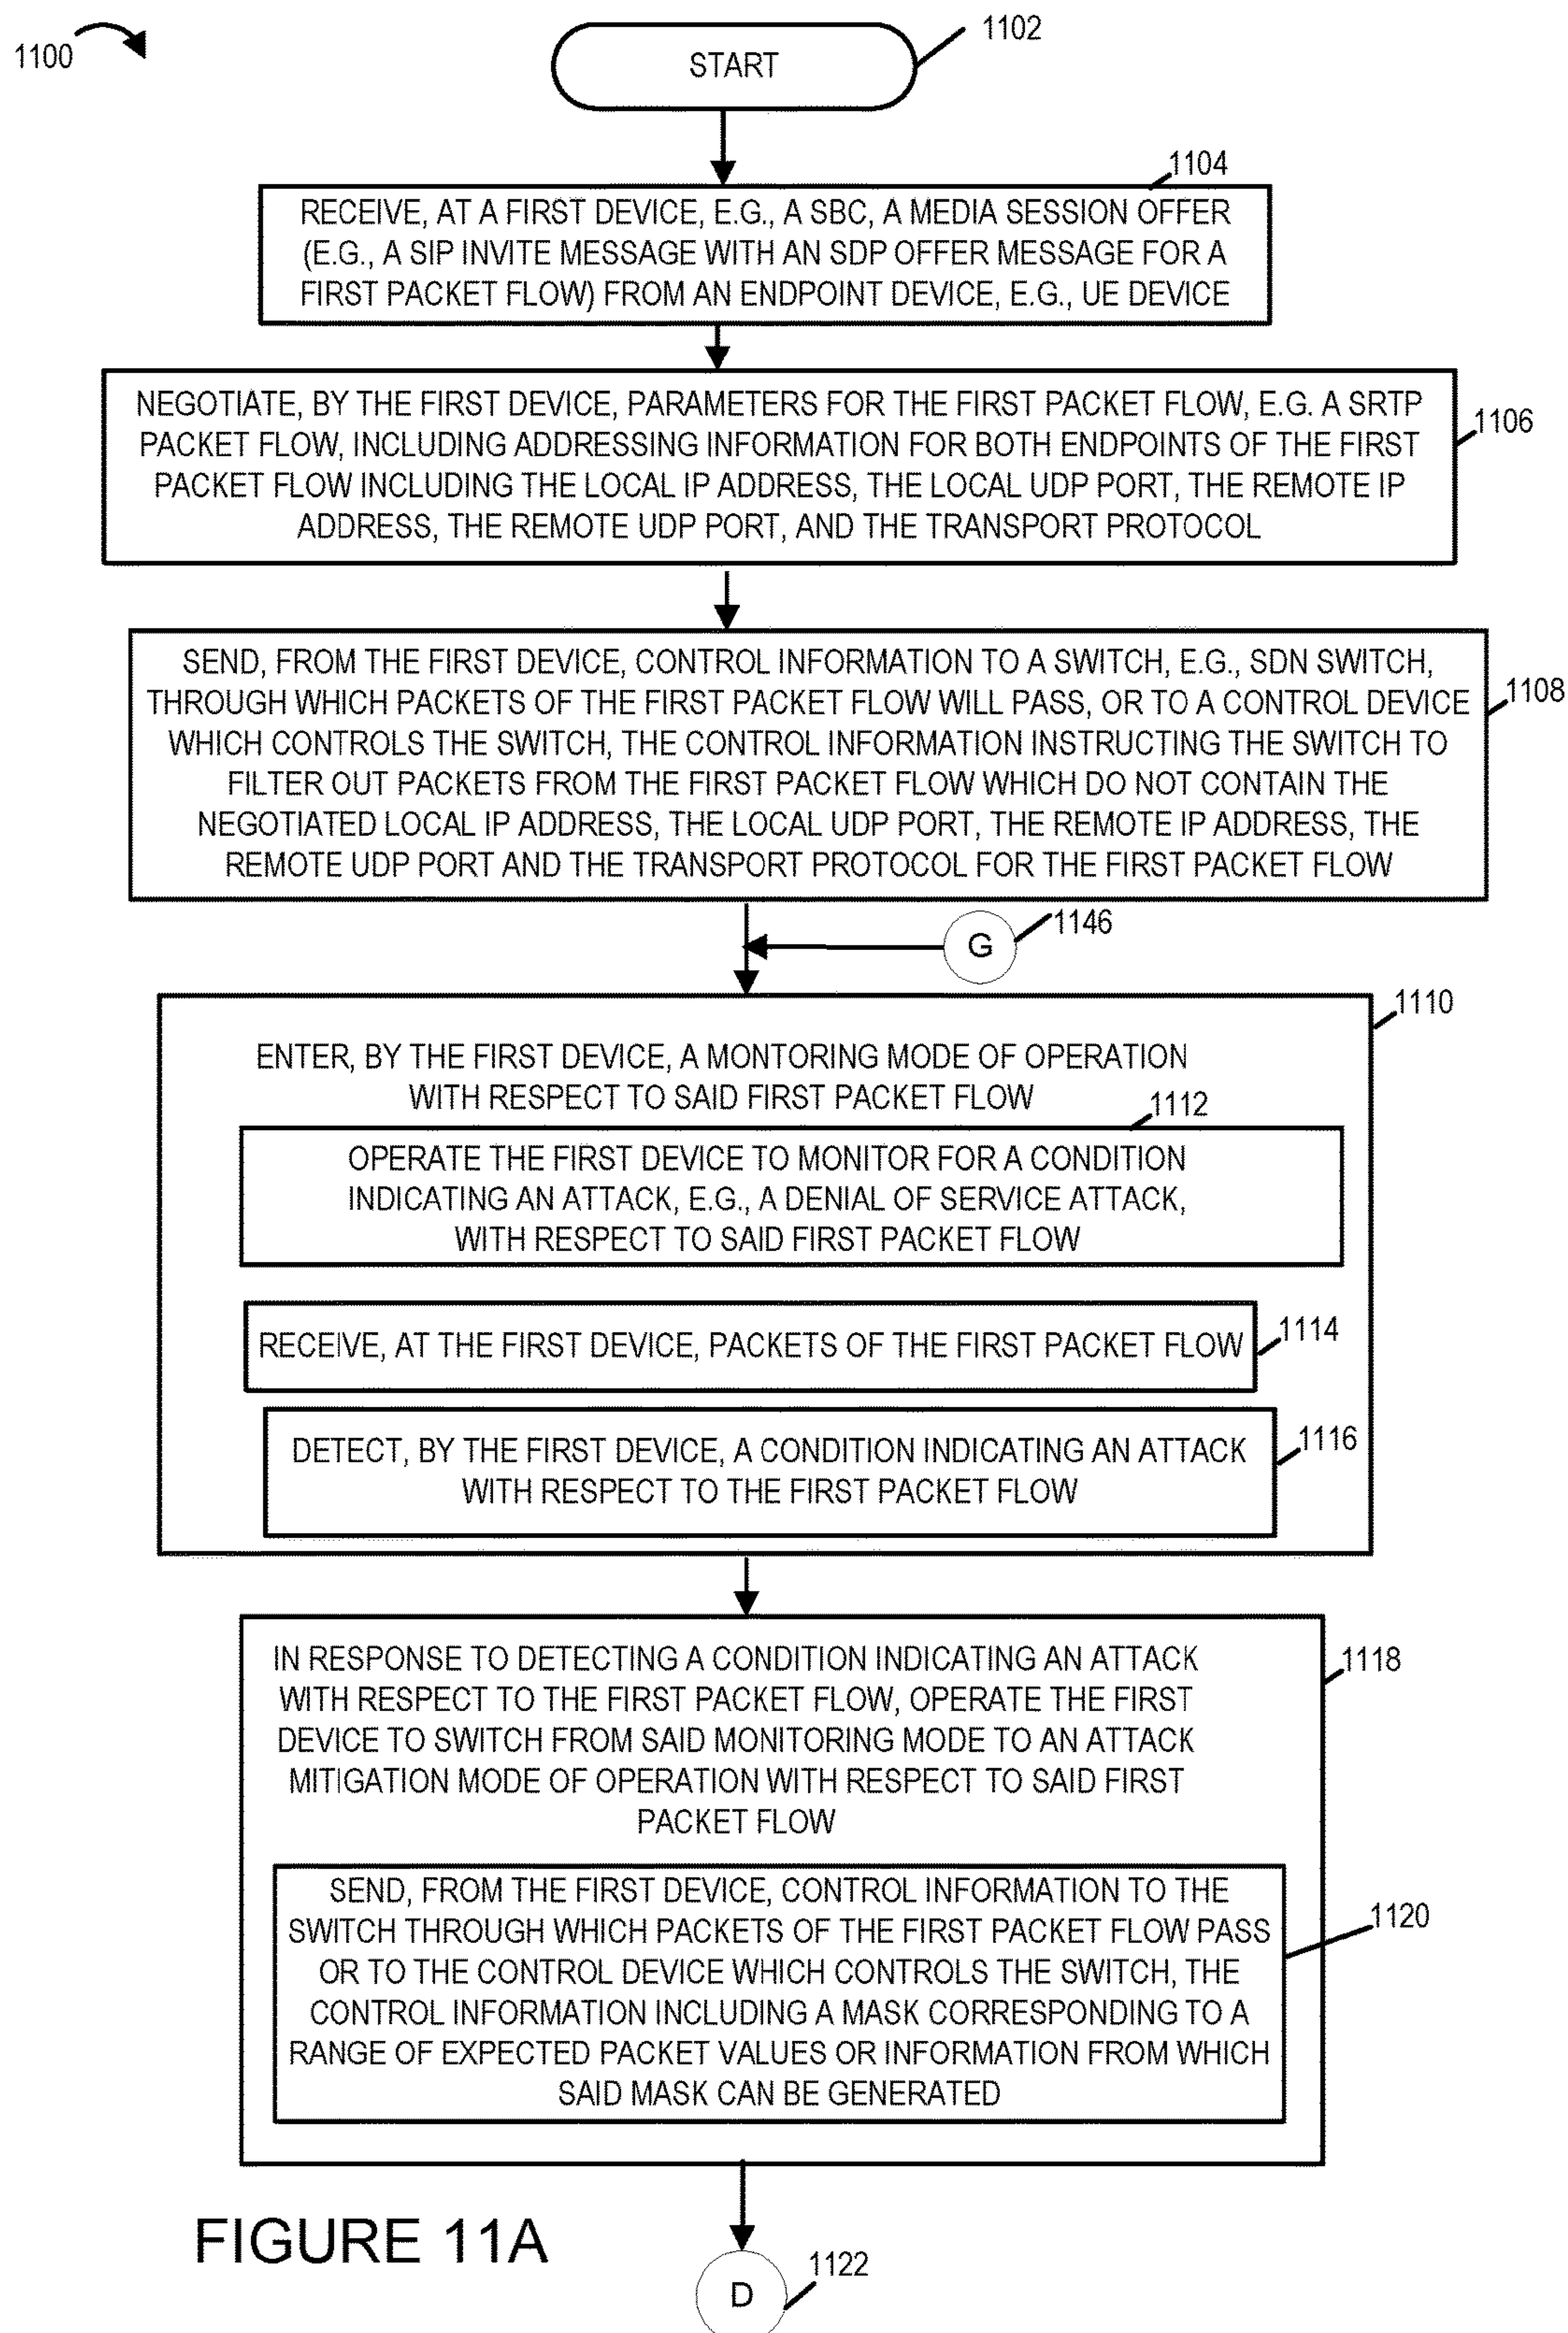 1100
START
1102
1104
RECEIVE, AT A FIRST DEVICE, E.G., A SBC, A MEDIA SESSION OFFER
(E.G., A SIP INVITE MESSAGE WITH AN SDP OFFER MESSAGE FOR A
FIRST PACKET FLOW) FROM AN ENDPOINT DEVICE, E.G., UE DEVICE
NEGOTIATE, BY THE FIRST DEVICE, PARAMETERS FOR THE FIRST PACKET FLOW, E.G. A SRTP
PACKET FLOW, INCLUDING ADDRESSING INFORMATION FOR BOTH ENDPOINTS OF THE FIRST
PACKET FLOW INCLUDING THE LOCAL IP ADDRESS, THE LOCAL UDP PORT, THE REMOTE IP
ADDRESS, THE REMOTE UDP PORT, AND THE TRANSPORT PROTOCOL
1106
SEND, FROM THE FIRST DEVICE, CONTROL INFORMATION TO A SWITCH, E.G., SDN SWITCH,
THROUGH WHICH PACKETS OF THE FIRST PACKET FLOW WILL PASS, OR TO A CONTROL DEVICE
WHICH CONTROLS THE SWITCH, THE CONTROL INFORMATION INSTRUCTING THE SWITCH TO
FILTER OUT PACKETS FROM THE FIRST PACKET FLOW WHICH DO NOT CONTAIN THE
NEGOTIATED LOCAL IP ADDRESS, THE LOCAL UDP PORT, THE REMOTE IP ADDRESS, THE
REMOTE UDP PORT AND THE TRANSPORT PROTOCOL FOR THE FIRST PACKET FLOW
1108
G
1146
1110
ENTER, BY THE FIRST DEVICE, A MONTORING MODE OF OPERATION
WITH RESPECT TO SAID FIRST PACKET FLOW
1112
OPERATE THE FIRST DEVICE TO MONITOR FOR A CONDITION
INDICATING AN ATTACK, E.G., A DENIAL OF SERVICE ATTACK,
WITH RESPECT TO SAID FIRST PACKET FLOW
RECEIVE, AT THE FIRST DEVICE, PACKETS OF THE FIRST PACKET FLOW
1114
DETECT, BY THE FIRST DEVICE, A CONDITION INDICATING AN ATTACK
WITH RESPECT TO THE FIRST PACKET FLOW
1116
IN RESPONSE TO DETECTING A CONDITION INDICATING AN ATTACK
WITH RESPECT TO THE FIRST PACKET FLOW, OPERATE THE FIRST
DEVICE TO SWITCH FROM SAID MONITORING MODE TO AN ATTACK
MITIGATION MODE OF OPERATION WITH RESPECT TO SAID FIRST
PACKET FLOW
1118
SEND, FROM THE FIRST DEVICE, CONTROL INFORMATION TO THE
SWITCH THROUGH WHICH PACKETS OF THE FIRST PACKET FLOW PASS
OR TO THE CONTROL DEVICE WHICH CONTROLS THE SWITCH, THE
CONTROL INFORMATION INCLUDING A MASK CORRESPONDING TO A
RANGE OF EXPECTED PACKET VALUES OR INFORMATION FROM WHICH
SAID MASK CAN BE GENERATED
1120
FIGURE 11A
D
1122